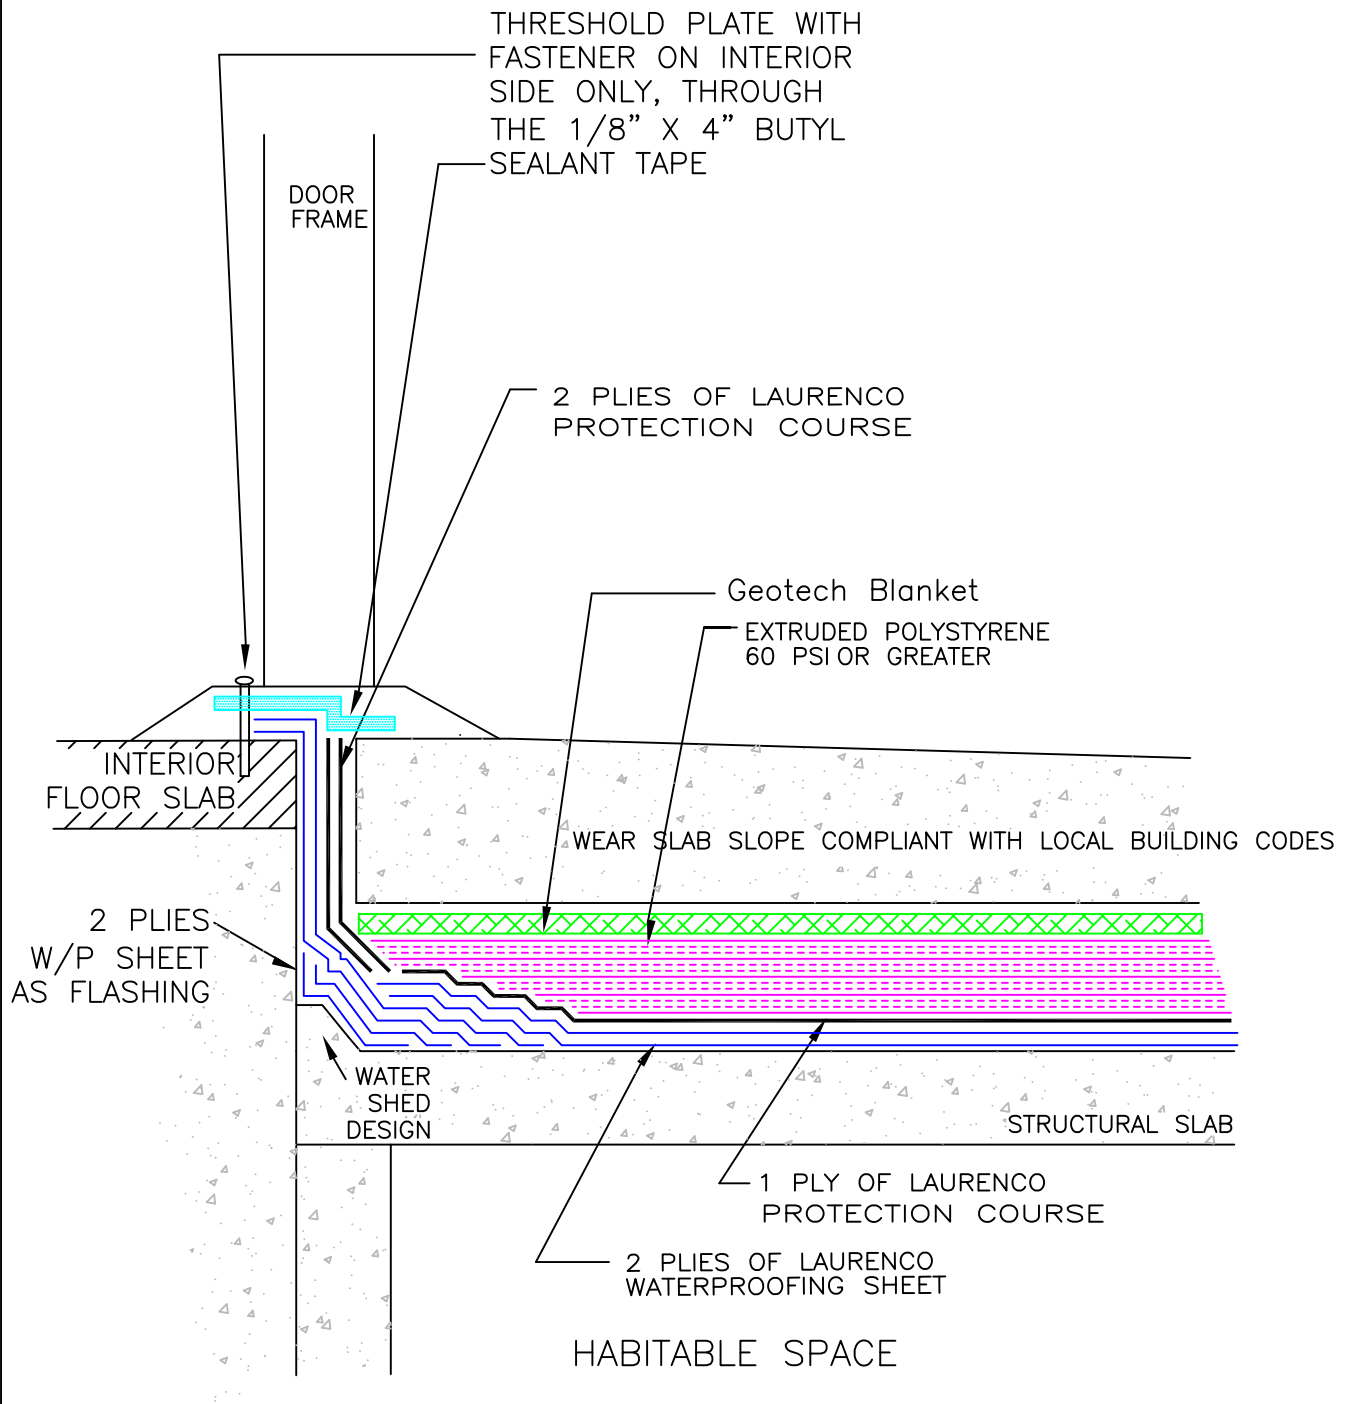 THRESHOLD PLATE WITH
FASTENER ON INTERIOR
SIDE ONLY, THROUGH
THE 1/8” X 4” BUTYL
SEALANT TAPE
DOOR
FRAME
2 PLIES OF LAURENCO
PROTECTION COURSE
Geotech Blanket
EXTRUDED POLYSTYRENE
60 PSI OR GREATER
INTERIOR
FLOOR SLAB
WEAR SLAB SLOPE COMPLIANT WITH LOCAL BUILDING CODES
2 PLIES
W/P SHEET
AS FLASHING
WATER
SHED
DESIGN
STRUCTURAL SLAB
1 PLY OF LAURENCO
PROTECTION COURSE
2 PLIES OF LAURENCO
WATERPROOFING SHEET
HABITABLE SPACE